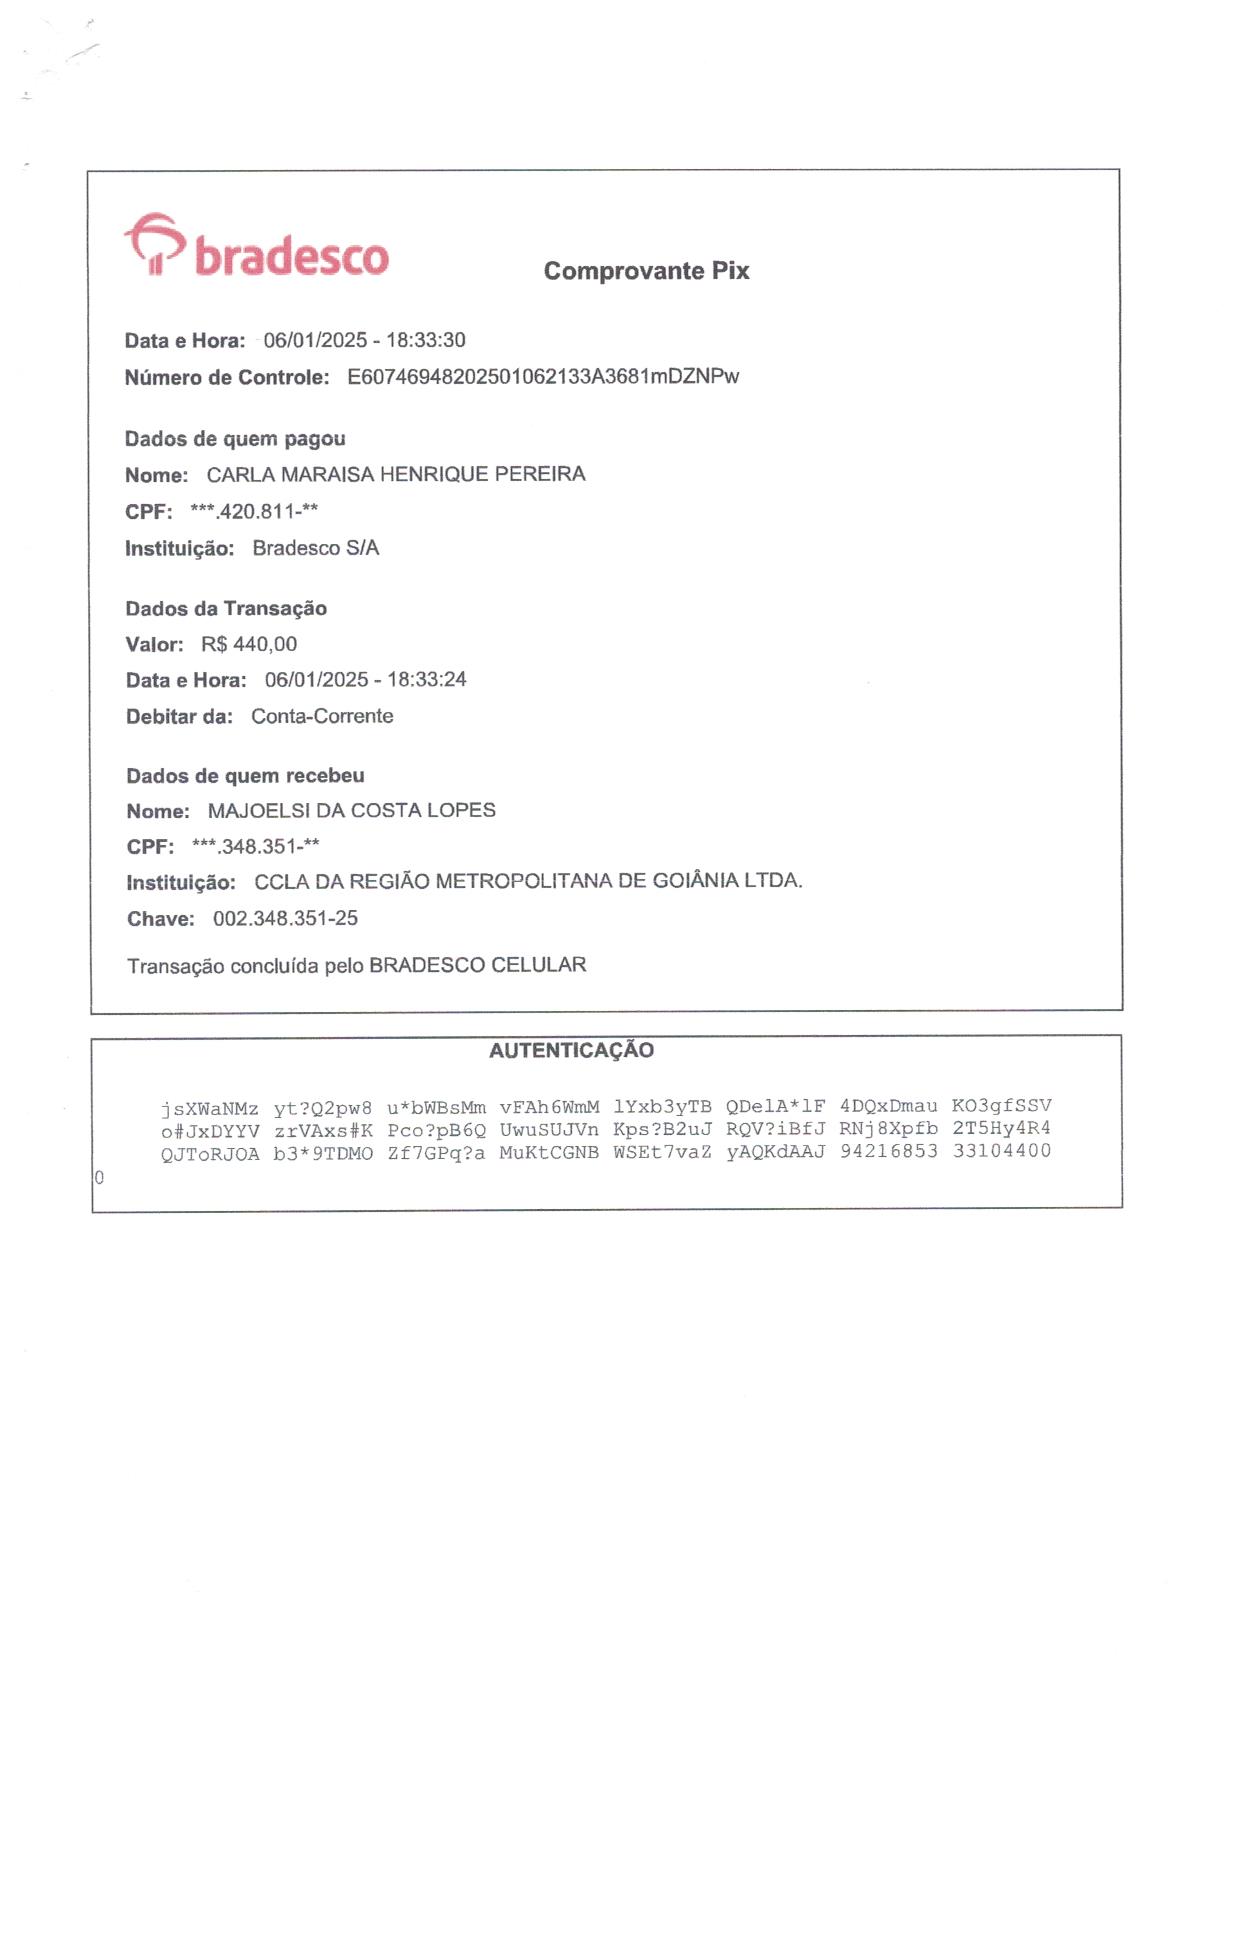 bradesco
Comprovante Pix
Data e Hora: 06/01/2025 - 18:33:30
Número de Controle: E60746948202501062133A3681mDZNPw
Dados de quem pagou
Nome: CARLA MARAISA HENRIQUE PEREIRA
CPF: ***.420.811-**
Instituição: Bradesco S/A
Dados da Transação
Valor: R$ 440,00
Data e Hora: 06/01/2025 - 18:33:24
Debitar da: Conta-Corrente
Dados de quem recebeu
Nome: MAJOELSI DA COSTA LOPES
CPF: ***.348.351-**
Instituição: CCLA DA REGIÃO METROPOLITANA DE GOIÂNIA LTDA.
Chave: 002.348.351-25
Transação concluída pelo BRADESCO CELULAR
AUTENTICAÇÃO
jsXWaNMz yt?Q2pw8 u*bWBsMm vFAh6WmM lYxb3yTB QDelA*lF 4DQxDmau KO3gfSSV
o#JxDYYV zrVAxs#K Pco?pB6Q UwuSUJVn Kps?B2uJ RQV?iBfJ RNj8Xpfb 2T5Hy4R4
QJToRJOA b3*9TDMO Zf7GPq?a MuKtCGNB WSEt7vaZ yAQKdAAJ 94216853 33104400
0